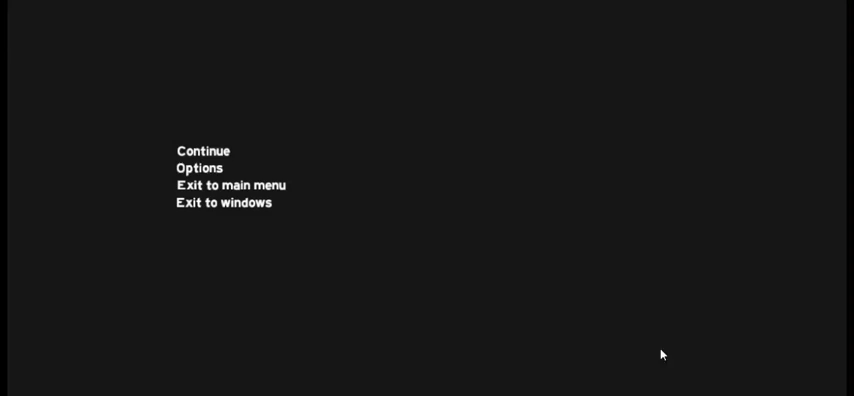 Continue
Options
Exit to main menu
Exit to windows